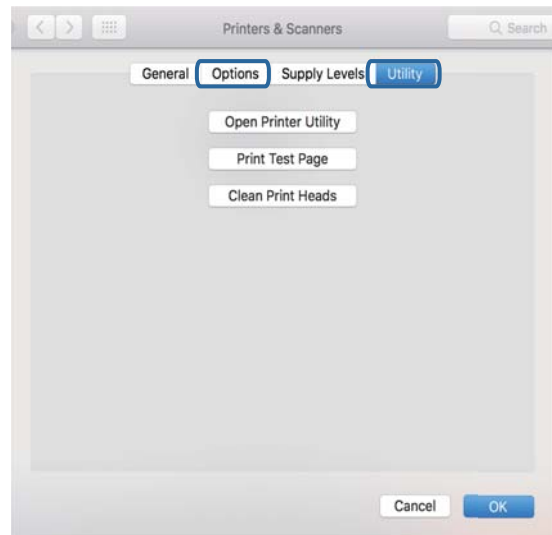 Printers & Scanners Search
General Options Supply Levels Utility
Open Printer Utility
Print Test Page
Clean Print Heads
Cancel OK